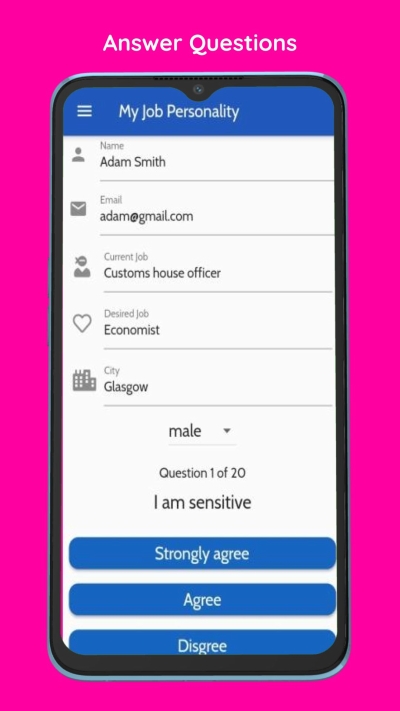 Answer Questions
My Job Personality
Name
Adam Smith
Email
adam@gmail.com
Current Job
Customs house officer
Desired Job
Economist
City
Glasgow
male
Question 1 of 20
I am sensitive
Strongly agree
Agree
Disgree